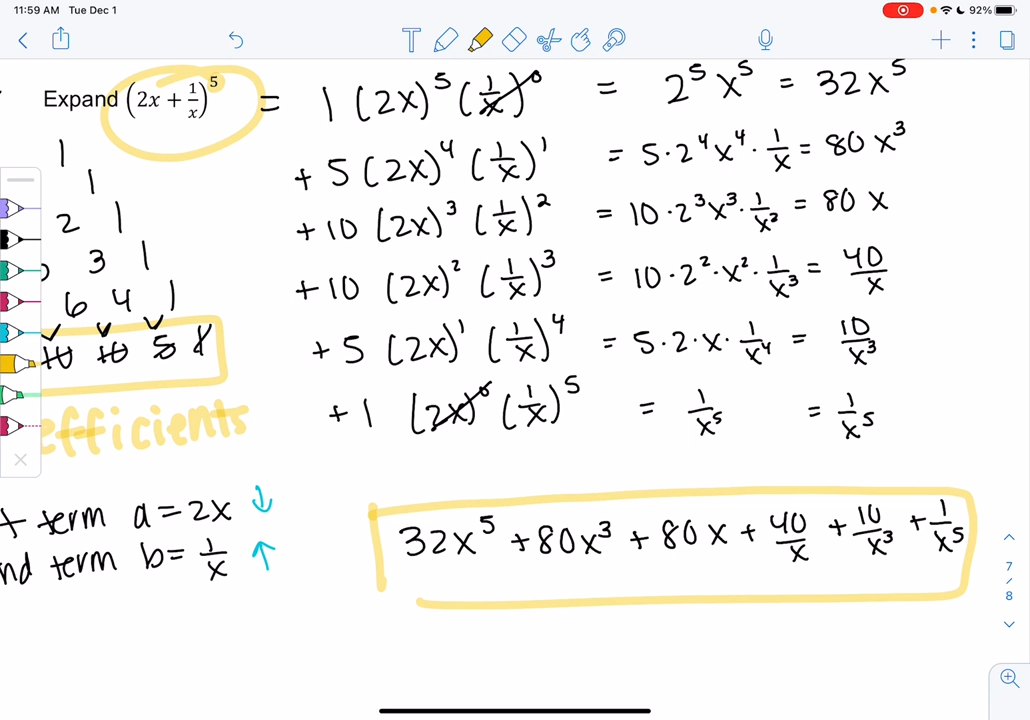 11:59 AM Tue Dec 1
92%
Expand (2x + 1/x)^5 = 1 (2x)^5 (1/x)^0 = 2^5 x^5 = 32x^5
+ 5 (2x)^4 (1/x)^1 = 5·2^4 x^4 · 1/x = 80x^3
+ 10 (2x)^3 (1/x)^2 = 10·2^3 x^3 · 1/x^2 = 80x
+ 10 (2x)^2 (1/x)^3 = 10·2^2·x^2 · 1/x^3 = 40/x
+ 5 (2x)^1 (1/x)^4 = 5·2·x·1/x^4 = 10/x^3
+ 1 (2x)^0 (1/x)^5 = 1/x^5 = 1/x^5
1
1
2 1
3 1
6 4 1
10 10 5 1
efficients
term a = 2x ↓
nd term b = 1/x ↑
32x^5 + 80x^3 + 80x + 40/x + 10/x^3 + 1/x^5
7
/
8